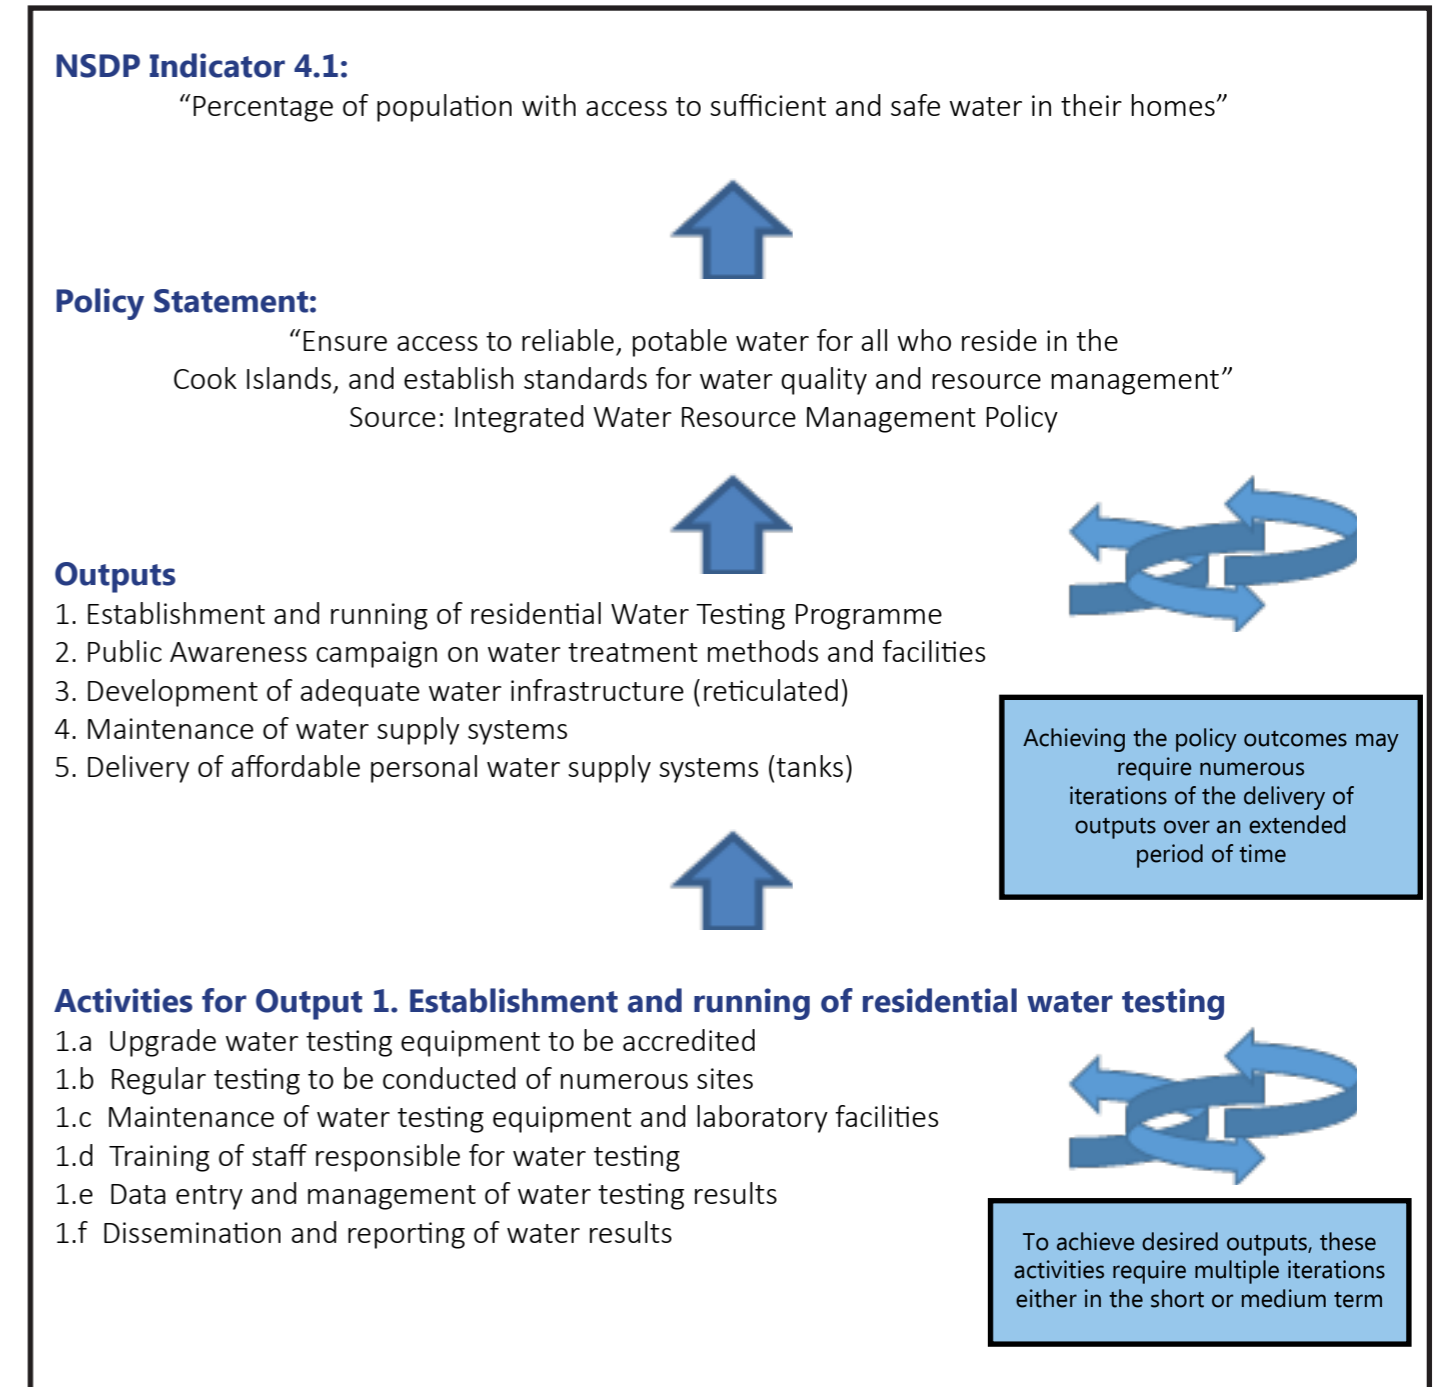 NSDP Indicator 4.1:
“Percentage of population with access to sufficient and safe water in their homes”
Policy Statement:
“Ensure access to reliable, potable water for all who reside in the
Cook Islands, and establish standards for water quality and resource management”
Source: Integrated Water Resource Management Policy
Outputs
1. Establishment and running of residential Water Testing Programme
2. Public Awareness campaign on water treatment methods and facilities
3. Development of adequate water infrastructure (reticulated)
4. Maintenance of water supply systems
5. Delivery of affordable personal water supply systems (tanks)
Achieving the policy outcomes may
require numerous
iterations of the delivery of
outputs over an extended
period of time
Activities for Output 1. Establishment and running of residential water testing
1.a Upgrade water testing equipment to be accredited
1.b Regular testing to be conducted of numerous sites
1.c Maintenance of water testing equipment and laboratory facilities
1.d Training of staff responsible for water testing
1.e Data entry and management of water testing results
1.f Dissemination and reporting of water results
To achieve desired outputs, these
activities require multiple iterations
either in the short or medium term